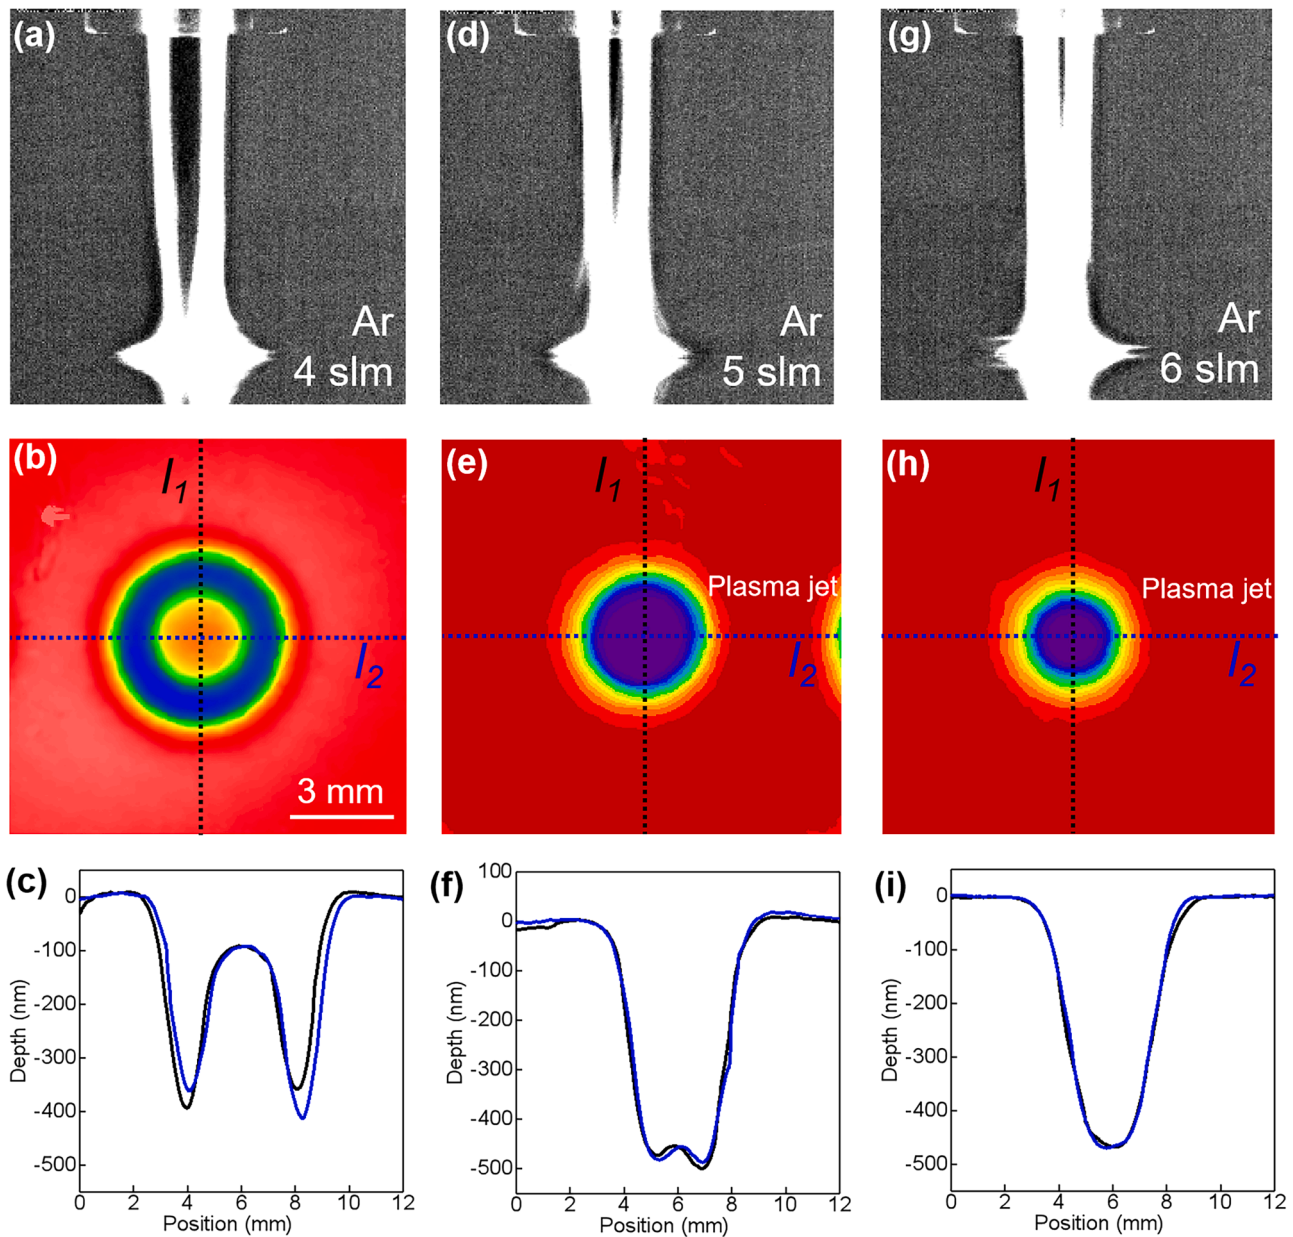 (a)
Ar
4 slm
(d)
Ar
5 slm
(g)
Ar
6 slm
(b)
l1
l2
3 mm
(e)
l1
Plasma jet
l2
(h)
l1
Plasma jet
l2
(c)
0
-100
-200
-300
-400
-500
Depth (nm)
0 2 4 6 8 10 12
Position (mm)
(f)
100
0
-100
-200
-300
-400
-500
Depth (nm)
0 2 4 6 8 10 12
Position (mm)
(i)
0
-100
-200
-300
-400
-500
Depth (nm)
0 2 4 6 8 10 12
Position (mm)